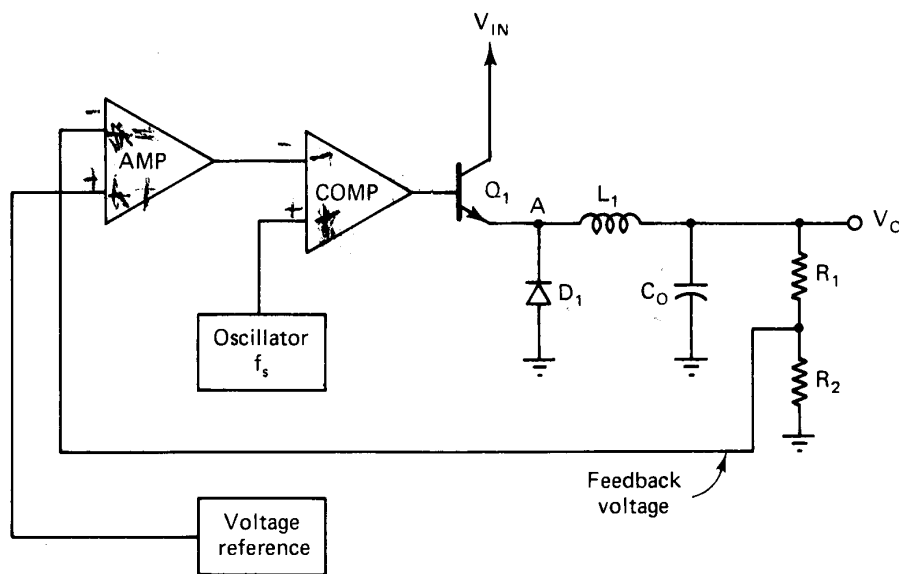 V_IN
-
AMP
+
-
COMP
+
Q₁
A
L₁
V_O
D₁
C_O
R₁
R₂
Oscillator
f_s
Feedback
voltage
Voltage
reference